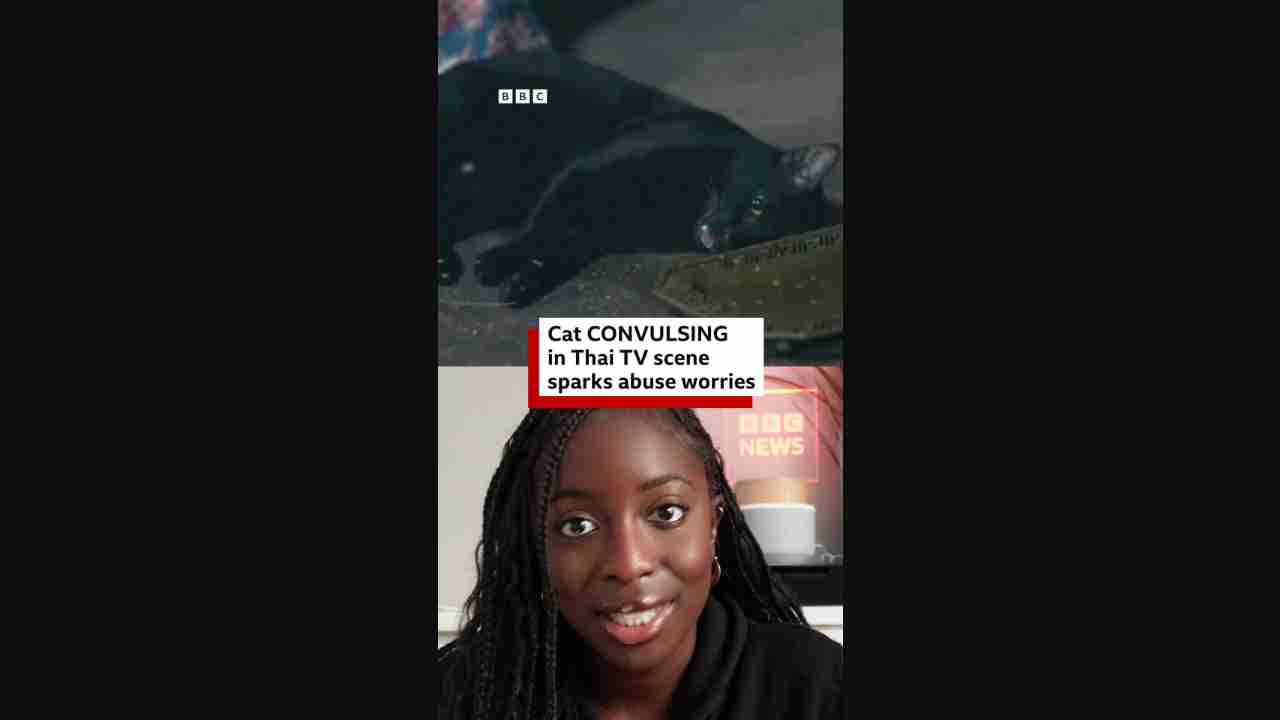 BBC
Cat CONVULSING
in Thai TV scene
sparks abuse worries
BBC
NEWS